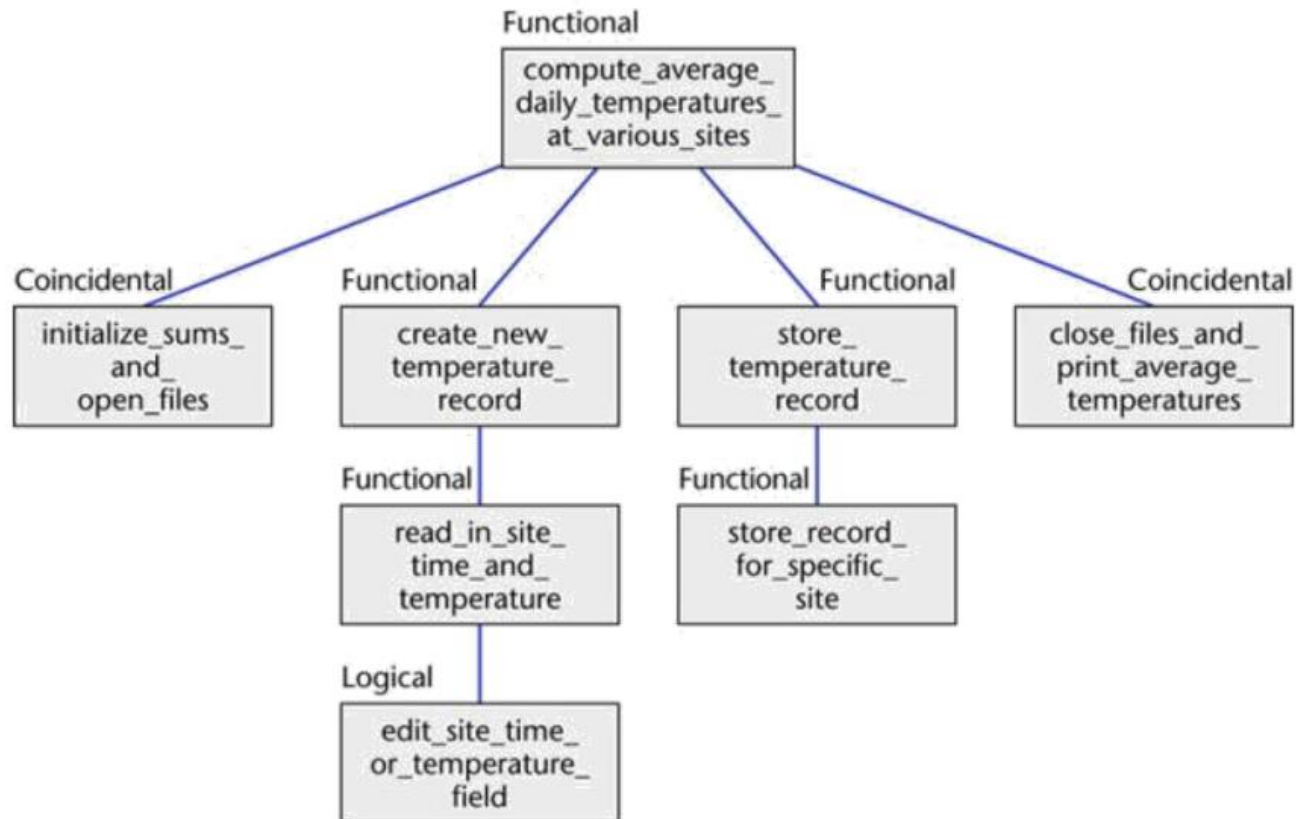 Functional
compute_average_
daily_temperatures_
at_various_sites
Coincidental
initialize_sums_
and_
open_files
Functional
create_new_
temperature_
record
Functional
store_
temperature_
record
Coincidental
close_files_and_
print_average_
temperatures
Functional
read_in_site_
time_and_
temperature
Functional
store_record_
for_specific_
site
Logical
edit_site_time_
or_temperature_
field